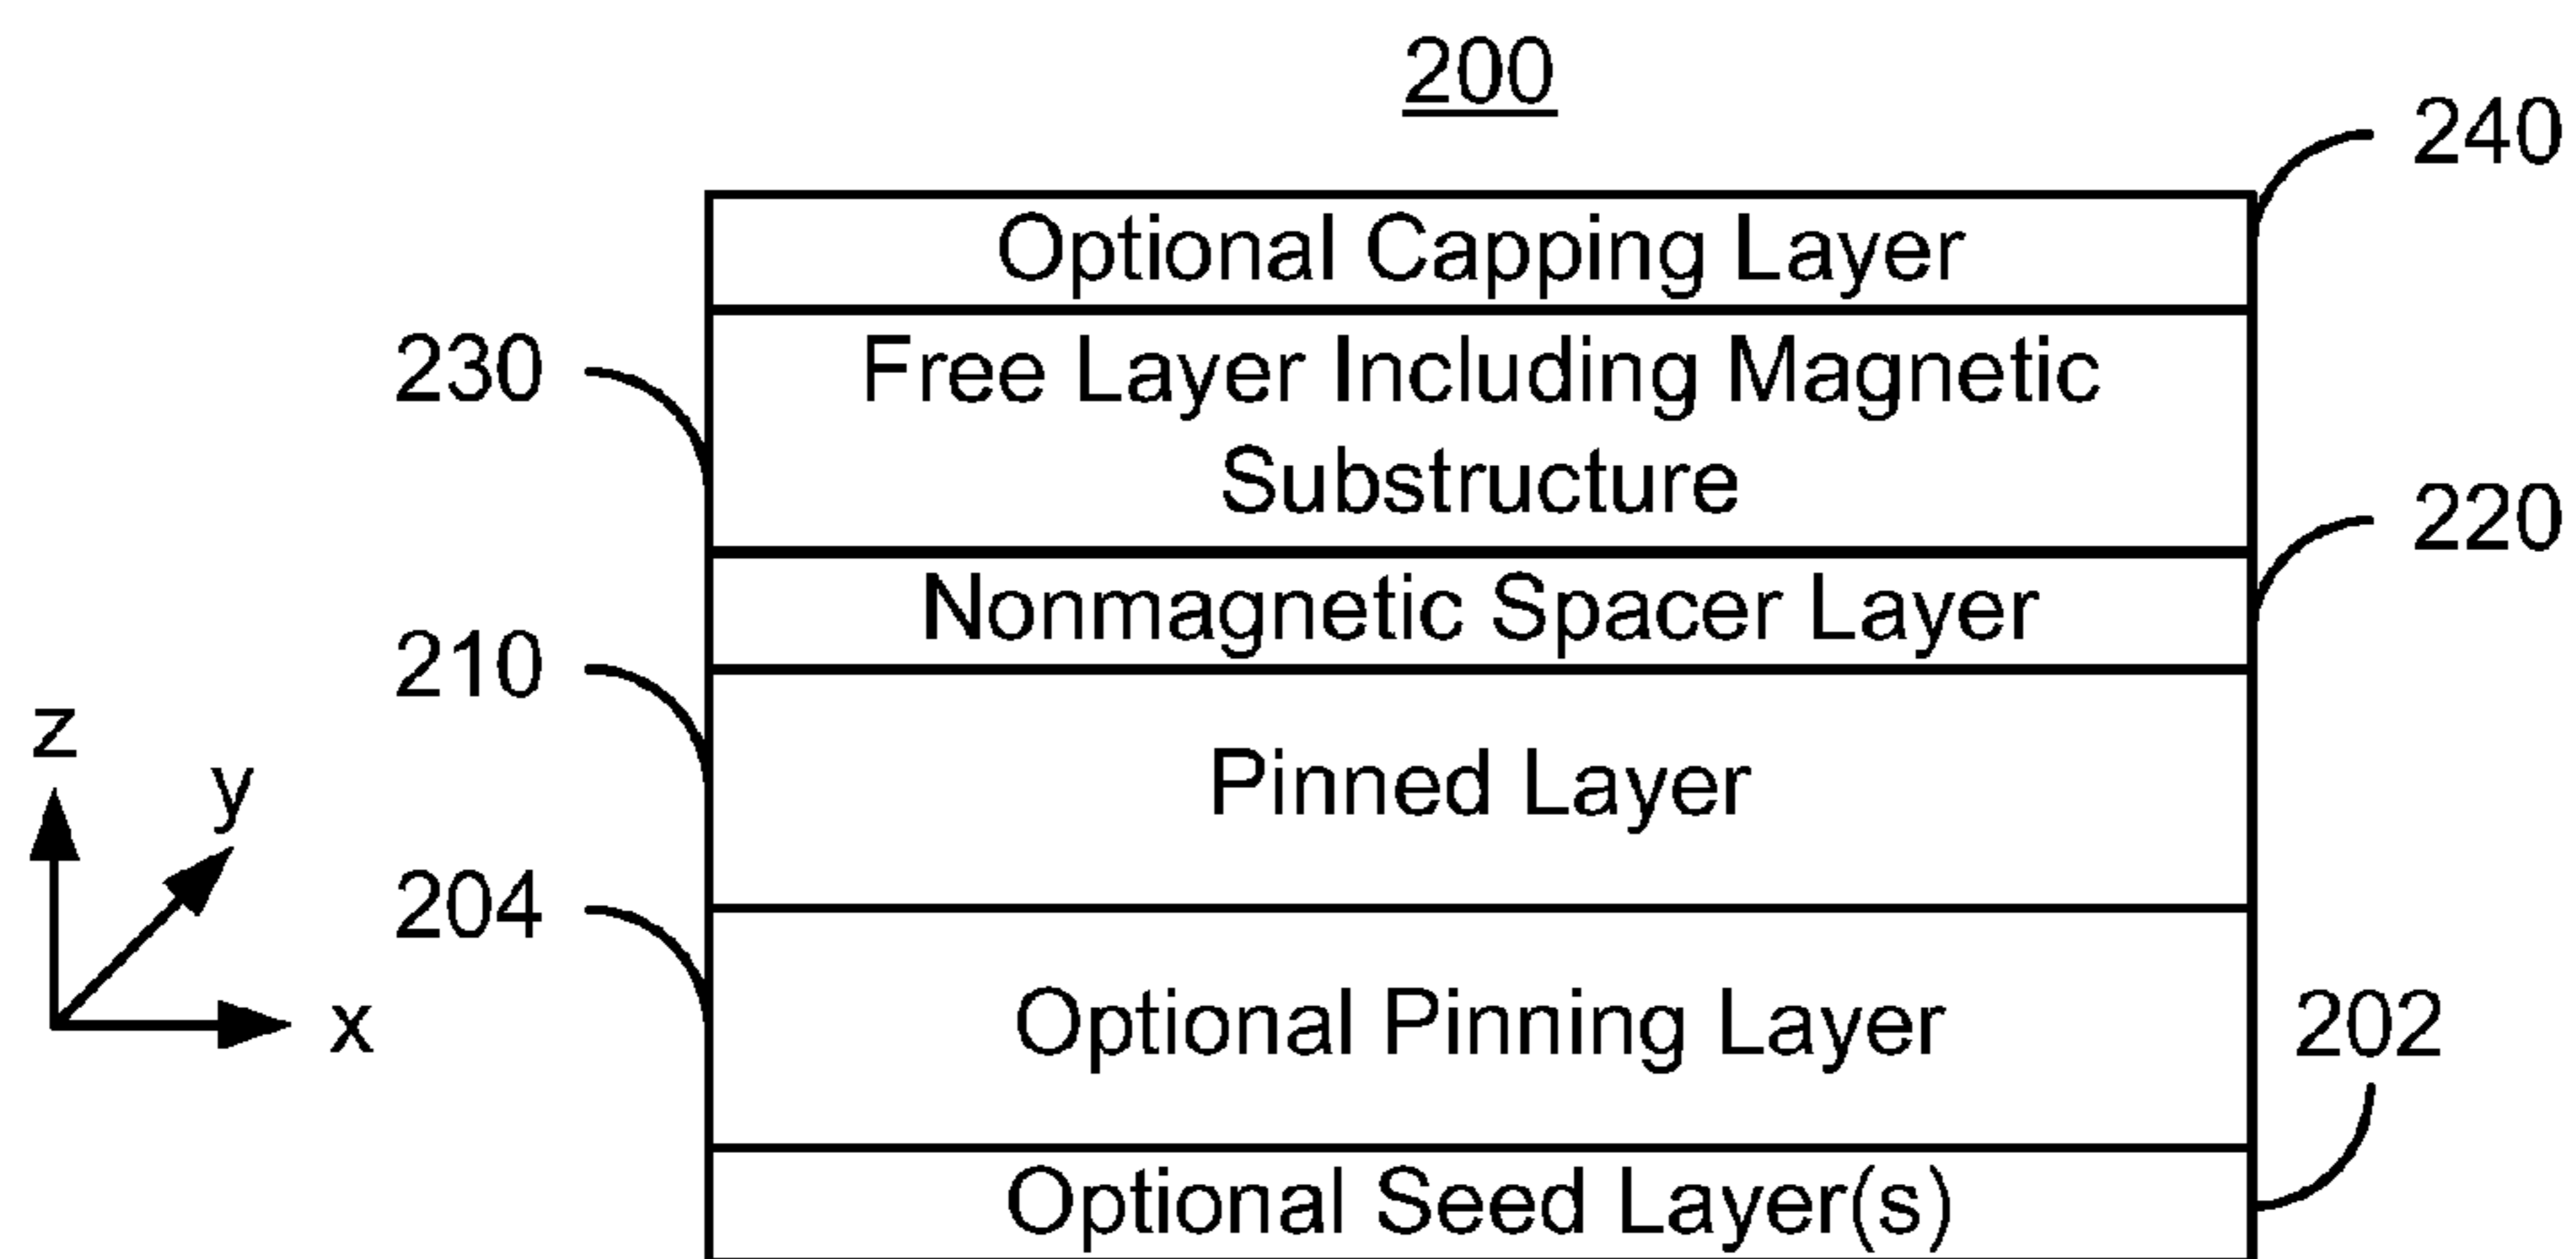 200
240
Optional Capping Layer
230
Free Layer Including Magnetic
Substructure
220
Nonmagnetic Spacer Layer
210
z
y
x
Pinned Layer
204
Optional Pinning Layer
202
Optional Seed Layer(s)